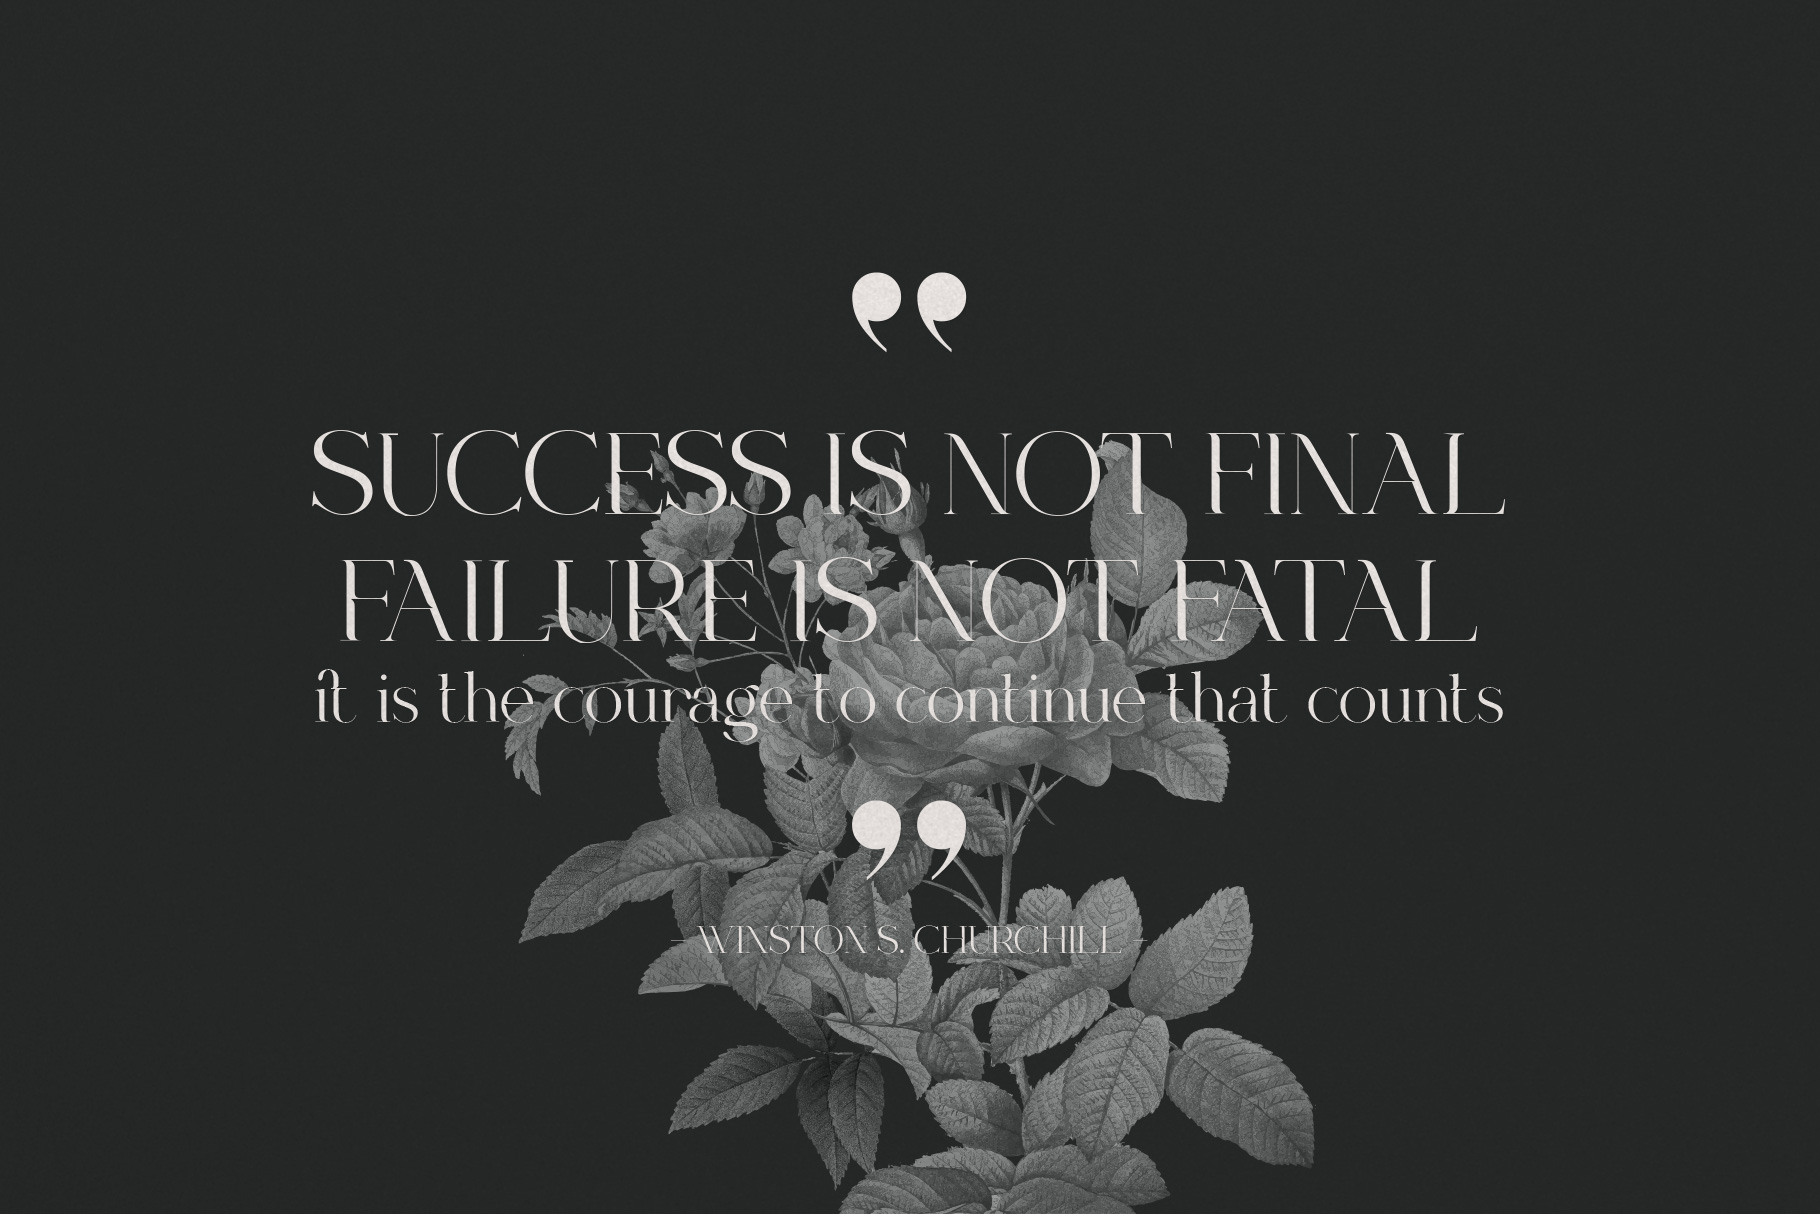 “
SUCCESS IS NOT FINAL
FAILURE IS NOT FATAL
it is the courage to continue that counts
”
– WINSTON S. CHURCHILL –